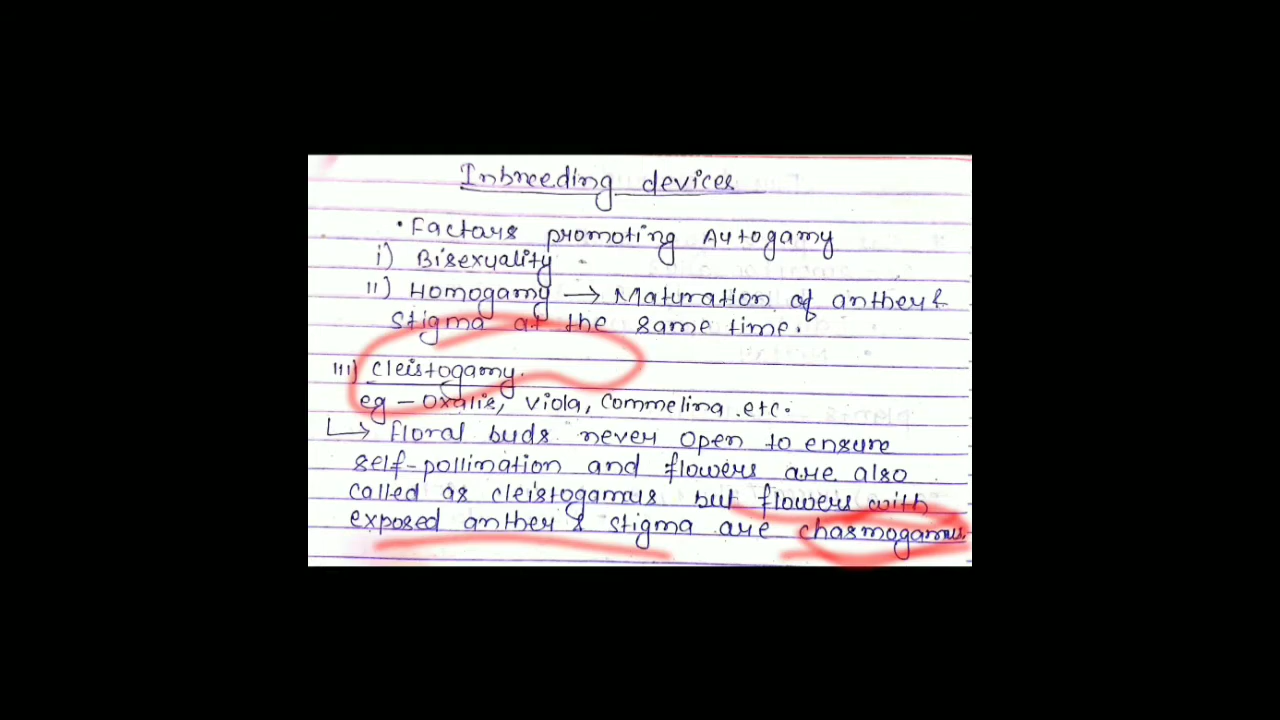 Inbreeding devices
• Factors promoting Autogamy
i) Bisexuality
ii) Homogamy → Maturation of anther &
stigma at the same time.
iii) Cleistogamy.
eg – Oxalis, Viola, Commelina .etc.
↳ floral buds never open to ensure
self-pollination and flowers are also
called as cleistogamus but flowers with
exposed anther & stigma are chasmogamus.